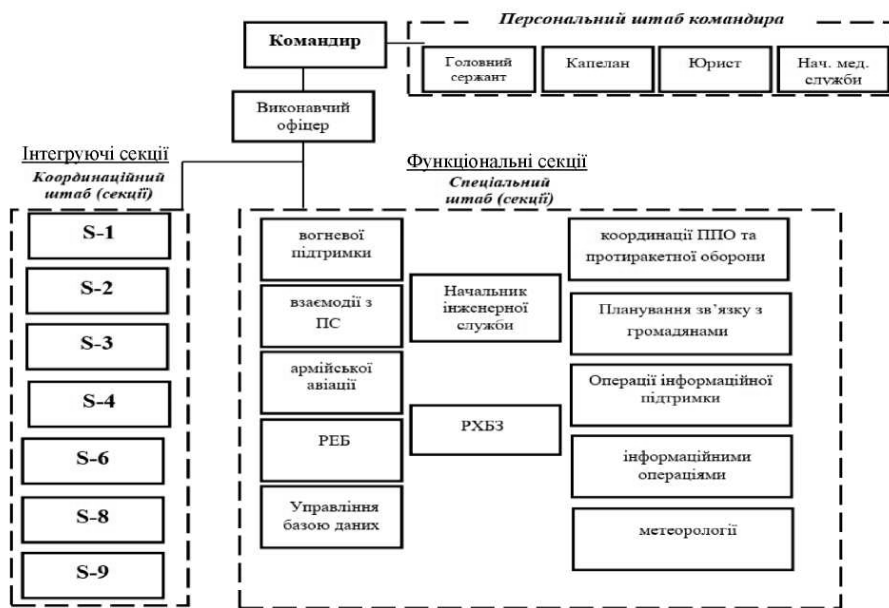 Персональний штаб командира
Командир
Головний
сержант
Капелан
Юрист
Нач. мед.
служби
Виконавчий
офіцер
Інтегруючі секції
Координаційний
штаб (секції)
S-1
S-2
S-3
S-4
S-6
S-8
S-9
Функціональні секції
Спеціальний
штаб (секції)
вогневої
підтримки
взаємодії з
ПС
армійської
авіації
РЕБ
Управління
базою даних
Начальник
інженерної
служби
РХБЗ
координації ППО та
протиракетної оборони
Планування зв’язку з
громадянами
Операції інформаційної
підтримки
інформаційними
операціями
метеорології